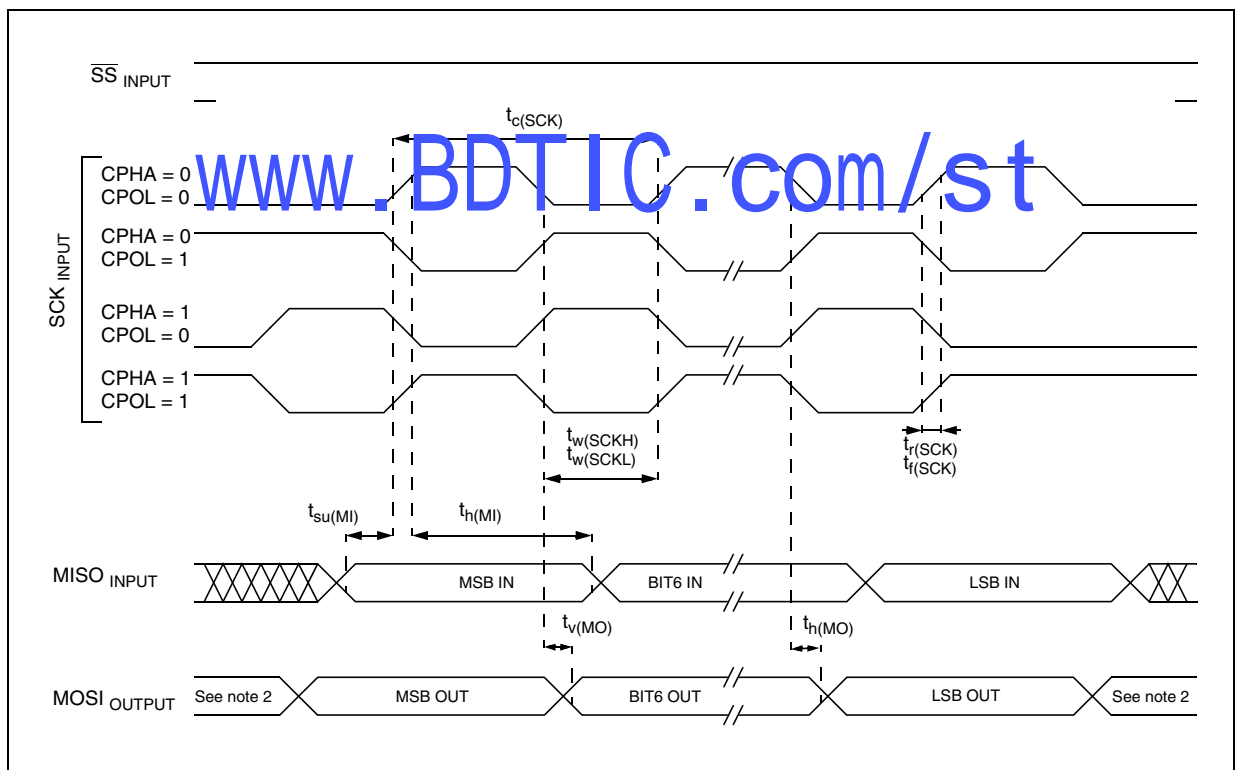 SS INPUT
tc(SCK)
www.BDTIC.com/st
SCK INPUT
CPHA = 0
CPOL = 0
CPHA = 0
CPOL = 1
CPHA = 1
CPOL = 0
CPHA = 1
CPOL = 1
tw(SCKH)
tw(SCKL)
tr(SCK)
tf(SCK)
tsu(MI)
th(MI)
MISO INPUT
MSB IN
BIT6 IN
LSB IN
tv(MO)
th(MO)
MOSI OUTPUT
See note 2
MSB OUT
BIT6 OUT
LSB OUT
See note 2